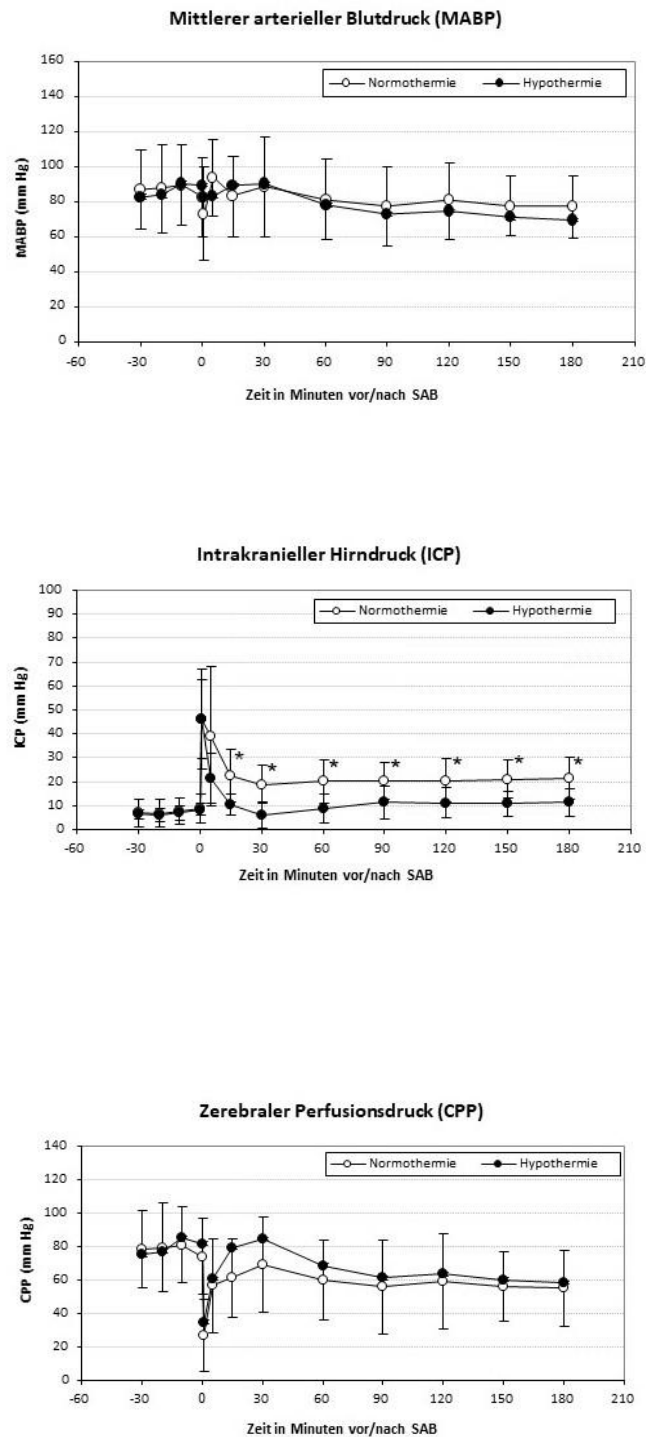 Mittlerer arterieller Blutdruck (MABP)
Normothermie Hypothermie
MABP (mm Hg)
160
140
120
100
80
60
40
20
0
-60 -30 0 30 60 90 120 150 180 210
Zeit in Minuten vor/nach SAB
Intrakranieller Hirndruck (ICP)
Normothermie Hypothermie
ICP (mm Hg)
100
90
80
70
60
50
40
30
20
10
0
* * * * * * *
-60 -30 0 30 60 90 120 150 180 210
Zeit in Minuten vor/nach SAB
Zerebraler Perfusionsdruck (CPP)
Normothermie Hypothermie
CPP (mm Hg)
140
120
100
80
60
40
20
0
-60 -30 0 30 60 90 120 150 180 210
Zeit in Minuten vor/nach SAB